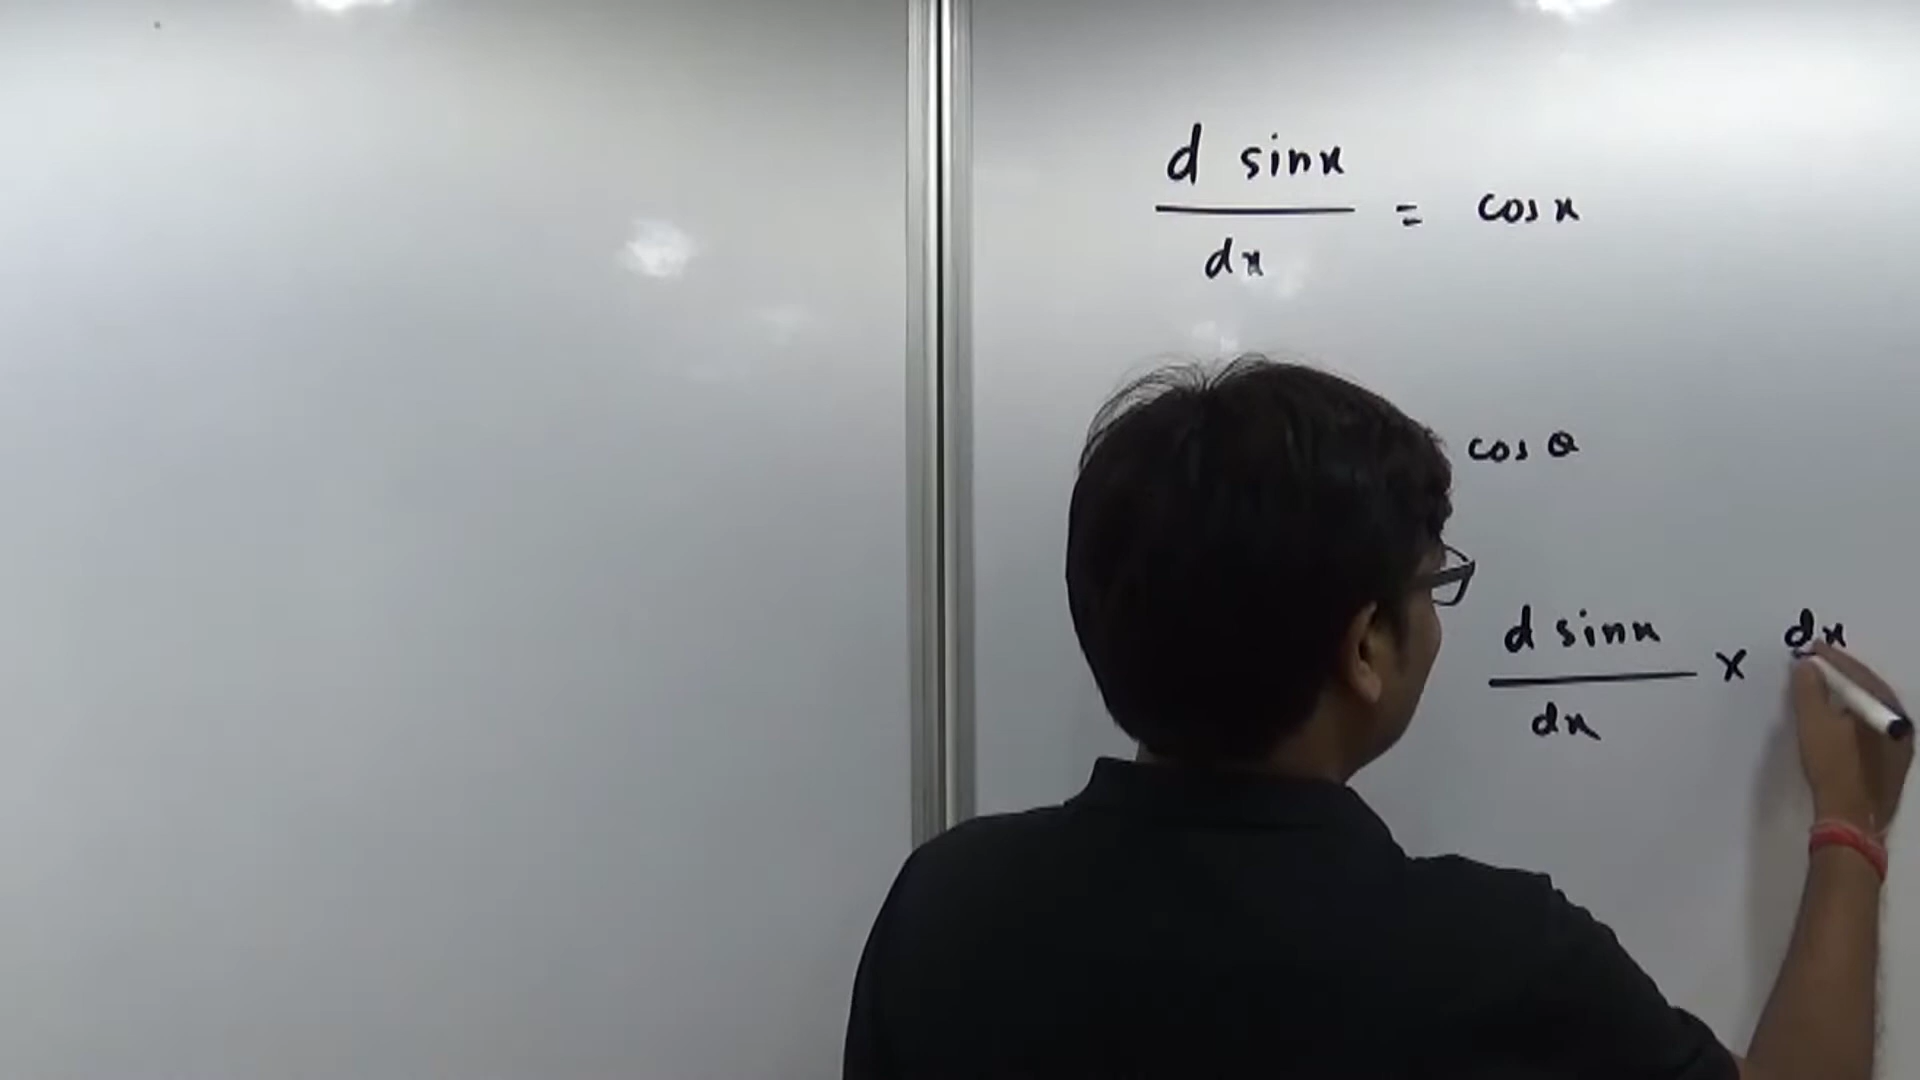 d sinx
= cosx
dx
cos θ
d sinx × dx
dx